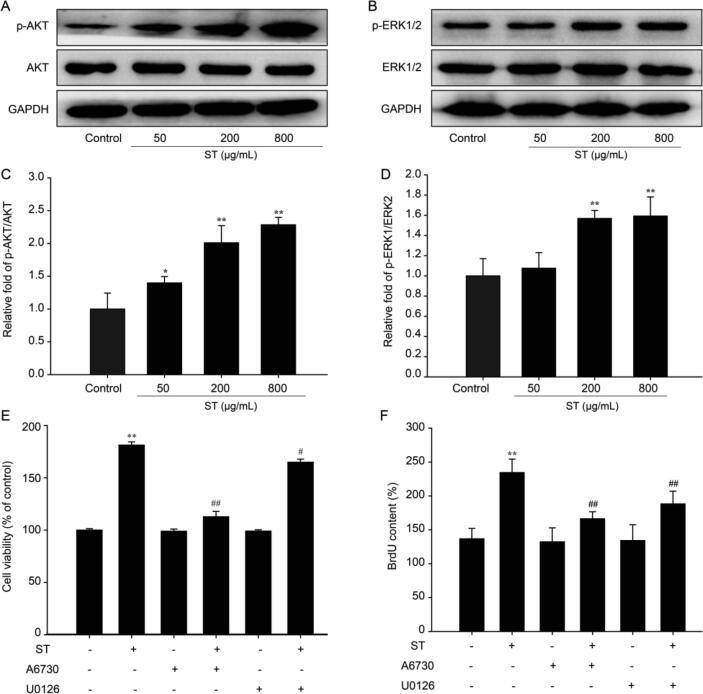 A
p-AKT
AKT
GAPDH
Control 50 200 800
ST (µg/mL)
B
p-ERK1/2
ERK1/2
GAPDH
Control 50 200 800
ST (µg/mL)
C
Relative fold of p-AKT/AKT
3.0
2.5
2.0
1.5
1.0
0.5
0.0
* ** **
Control 50 200 800
ST (µg/mL)
D
Relative fold of p-ERK1/ERK2
2.0
1.8
1.6
1.4
1.2
1.0
0.8
0.6
0.4
0.2
0.0
** **
Control 50 200 800
ST (µg/mL)
E
Cell viability (% of control)
200
150
100
50
0
** ## #
ST - + - + - +
A6730 - - + + - -
U0126 - - - - + +
F
BrdU content (%)
350
300
250
200
150
100
50
0
** ## ##
ST - + - + - +
A6730 - - + + - -
U0126 - - - - + +